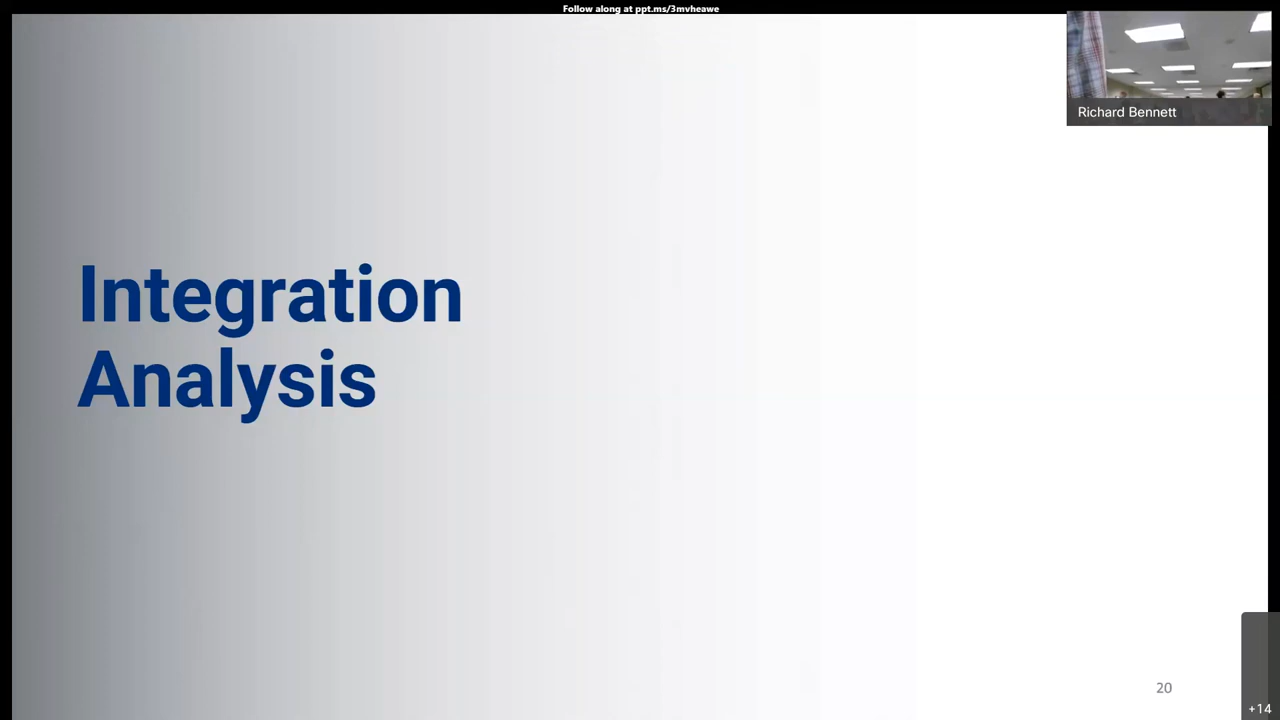 Follow along at ppt.ms/3mvheawe
Richard Bennett
Integration
Analysis
20
+14